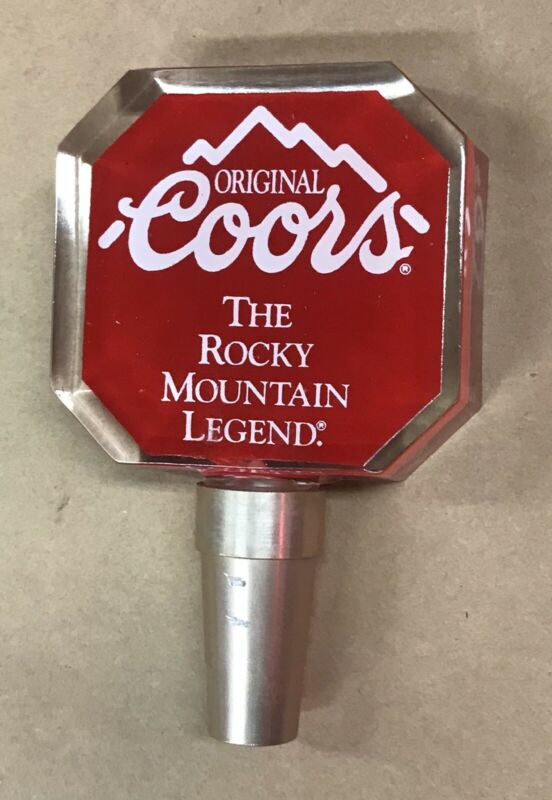 ORIGINAL
Coors®
THE
ROCKY
MOUNTAIN
LEGEND.®